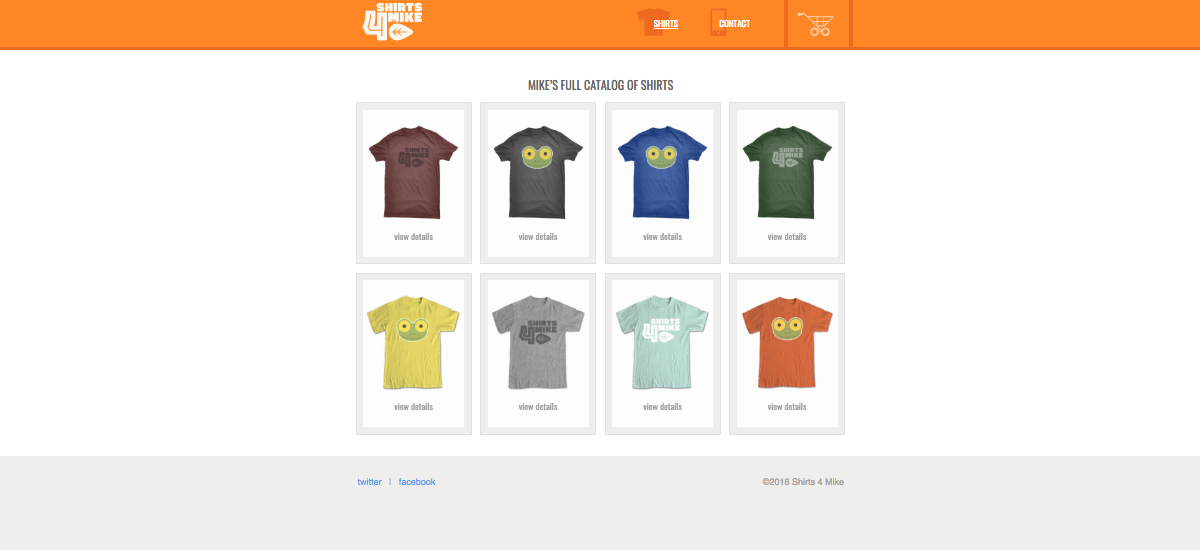 SHIRTS
4 MIKE
SHIRTS
CONTACT
MIKE'S FULL CATALOG OF SHIRTS
SHIRTS
4 MIKE
SHIRTS
4 MIKE
view details
view details
view details
view details
SHIRTS
4 MIKE
SHIRTS
4 MIKE
view details
view details
view details
view details
twitter | facebook
©2018 Shirts 4 Mike